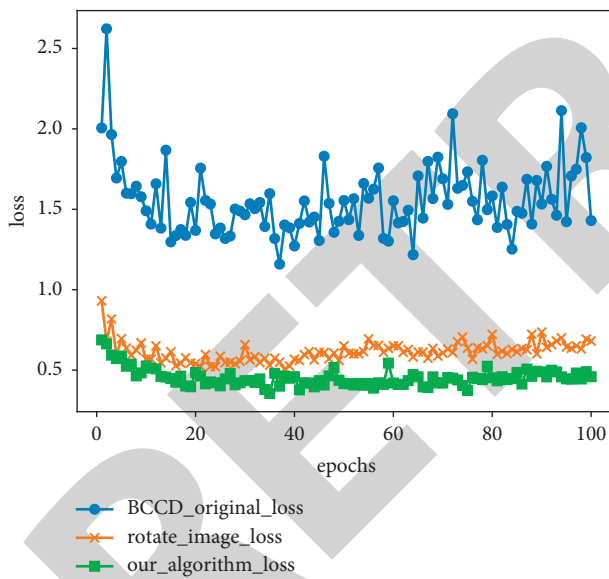 2.5
2.0
1.5
1.0
0.5
loss
0 20 40 60 80 100
epochs
BCCD_original_loss
rotate_image_loss
our_algorithm_loss
RETR